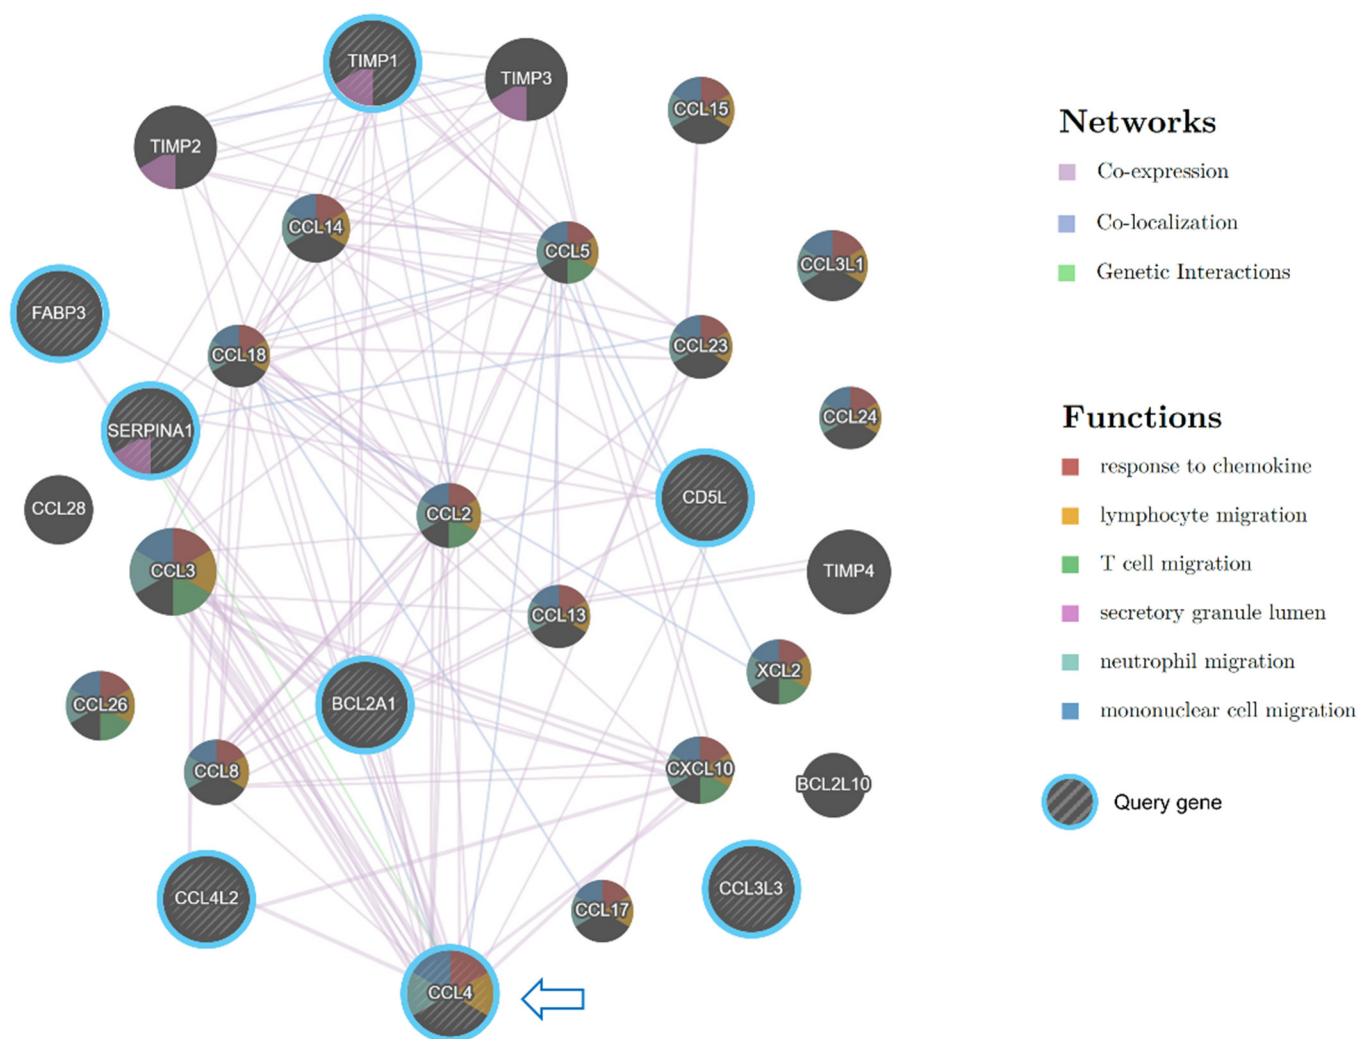 TIMP1
TIMP3
CCL15
TIMP2
CCL14
CCL5
CCL3L1
FABP3
CCL18
CCL23
CCL24
SERPINA1
CCL28
CCL2
CD5L
CCL3
TIMP4
CCL13
XCL2
CCL26
BCL2A1
CCL8
CXCL10
BCL2L10
CCL4L2
CCL3L3
CCL17
CCL4
Networks
Co-expression
Co-localization
Genetic Interactions
Functions
response to chemokine
lymphocyte migration
T cell migration
secretory granule lumen
neutrophil migration
mononuclear cell migration
Query gene